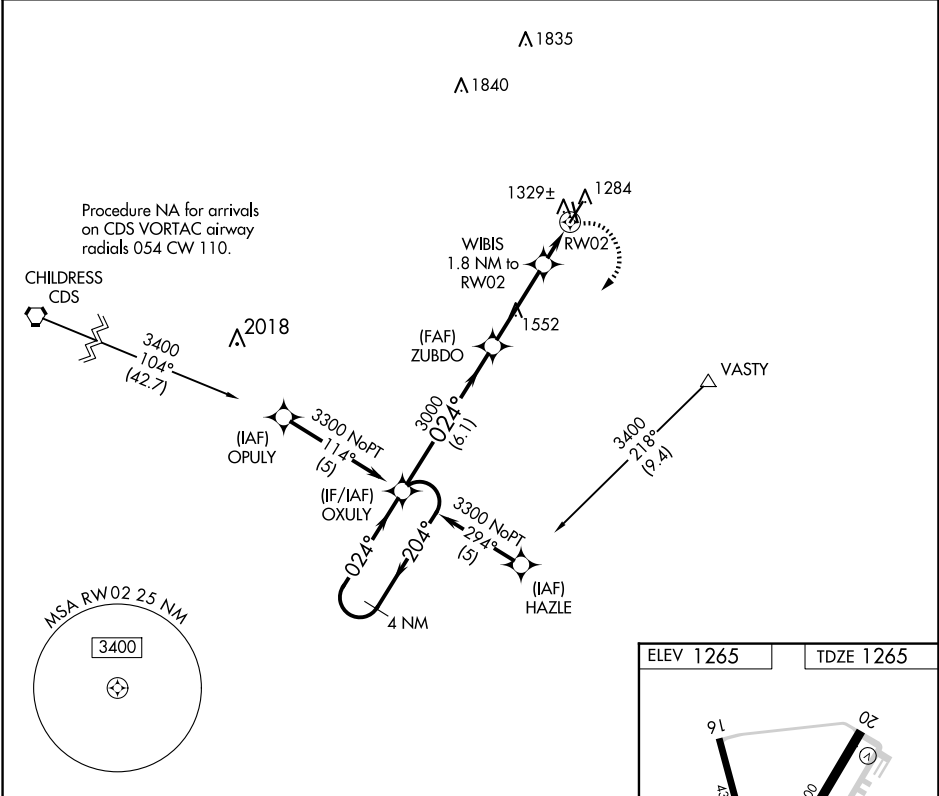 1835
1840
1329± 1284
Procedure NA for arrivals
on CDS VORTAC airway
radials 054 CW 110.
RW02
WIBIS
1.8 NM to
RW02
CHILDRESS
CDS
2018
1552
(FAF)
ZUBDO
VASTY
3400
104°
(42.7)
3000
024°
(6.1)
3400
218°
(9.4)
(IAF)
OPULY
3300 NoPT
114°
(5)
(IF/IAF)
OXULY
3300 NoPT
294°
(5)
024°
204°
(IAF)
HAZLE
4 NM
MSA RW02 25 NM
3400
ELEV 1265
TDZE 1265
16
20
V